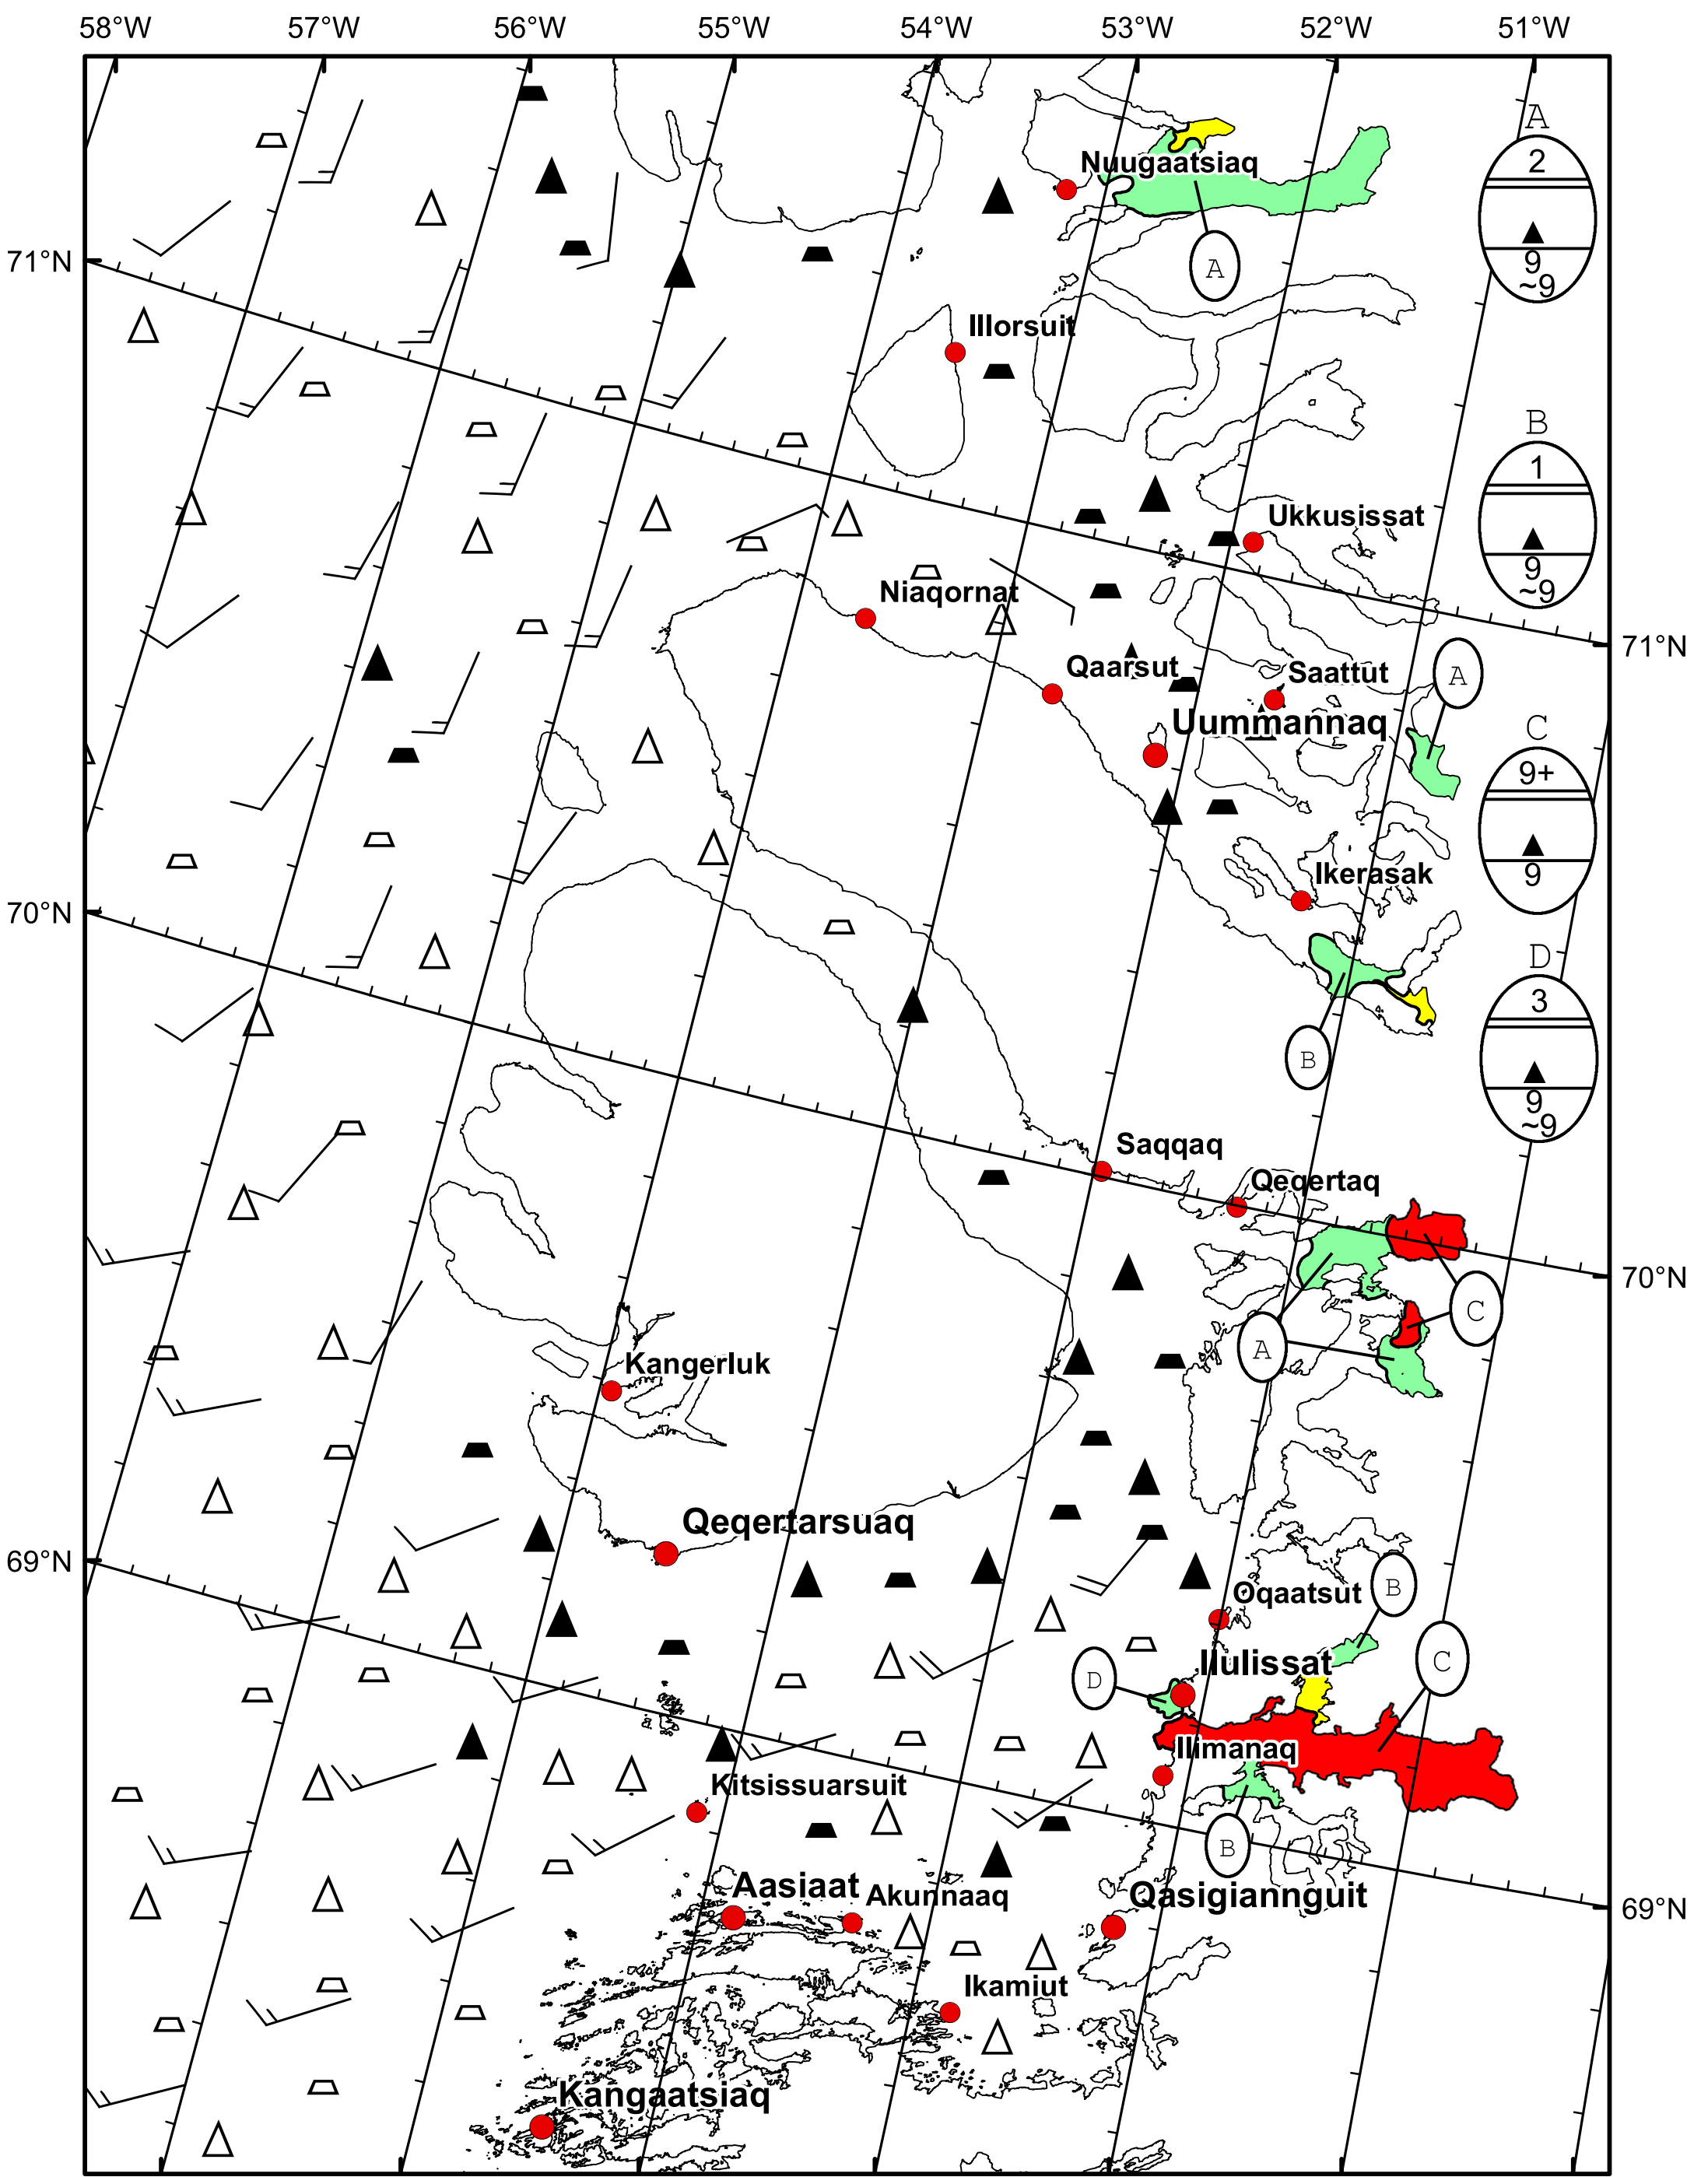 58°W 57°W 56°W 55°W 54°W 53°W 52°W 51°W
A
2
9
~9
Nuugaatsiaq
A
71°N
Illorsuit
B
1
9
~9
Ukkusissat
Niaqornat
71°N
Qaarsut
Saattut
A
Uummannaq
C
9+
9
Ikerasak
70°N
D
3
9
~9
B
Saqqaq
Qeqertaq
70°N
C
A
Kangerluk
Qeqertarsuaq
69°N
B
Oqaatsut
Ilulissat
C
D
Ilimanaq
Kitsissuarsuit
B
Aasiaat
Akunnaaq
Qasigiannguit
69°N
Ikamiut
Kangaatsiaq